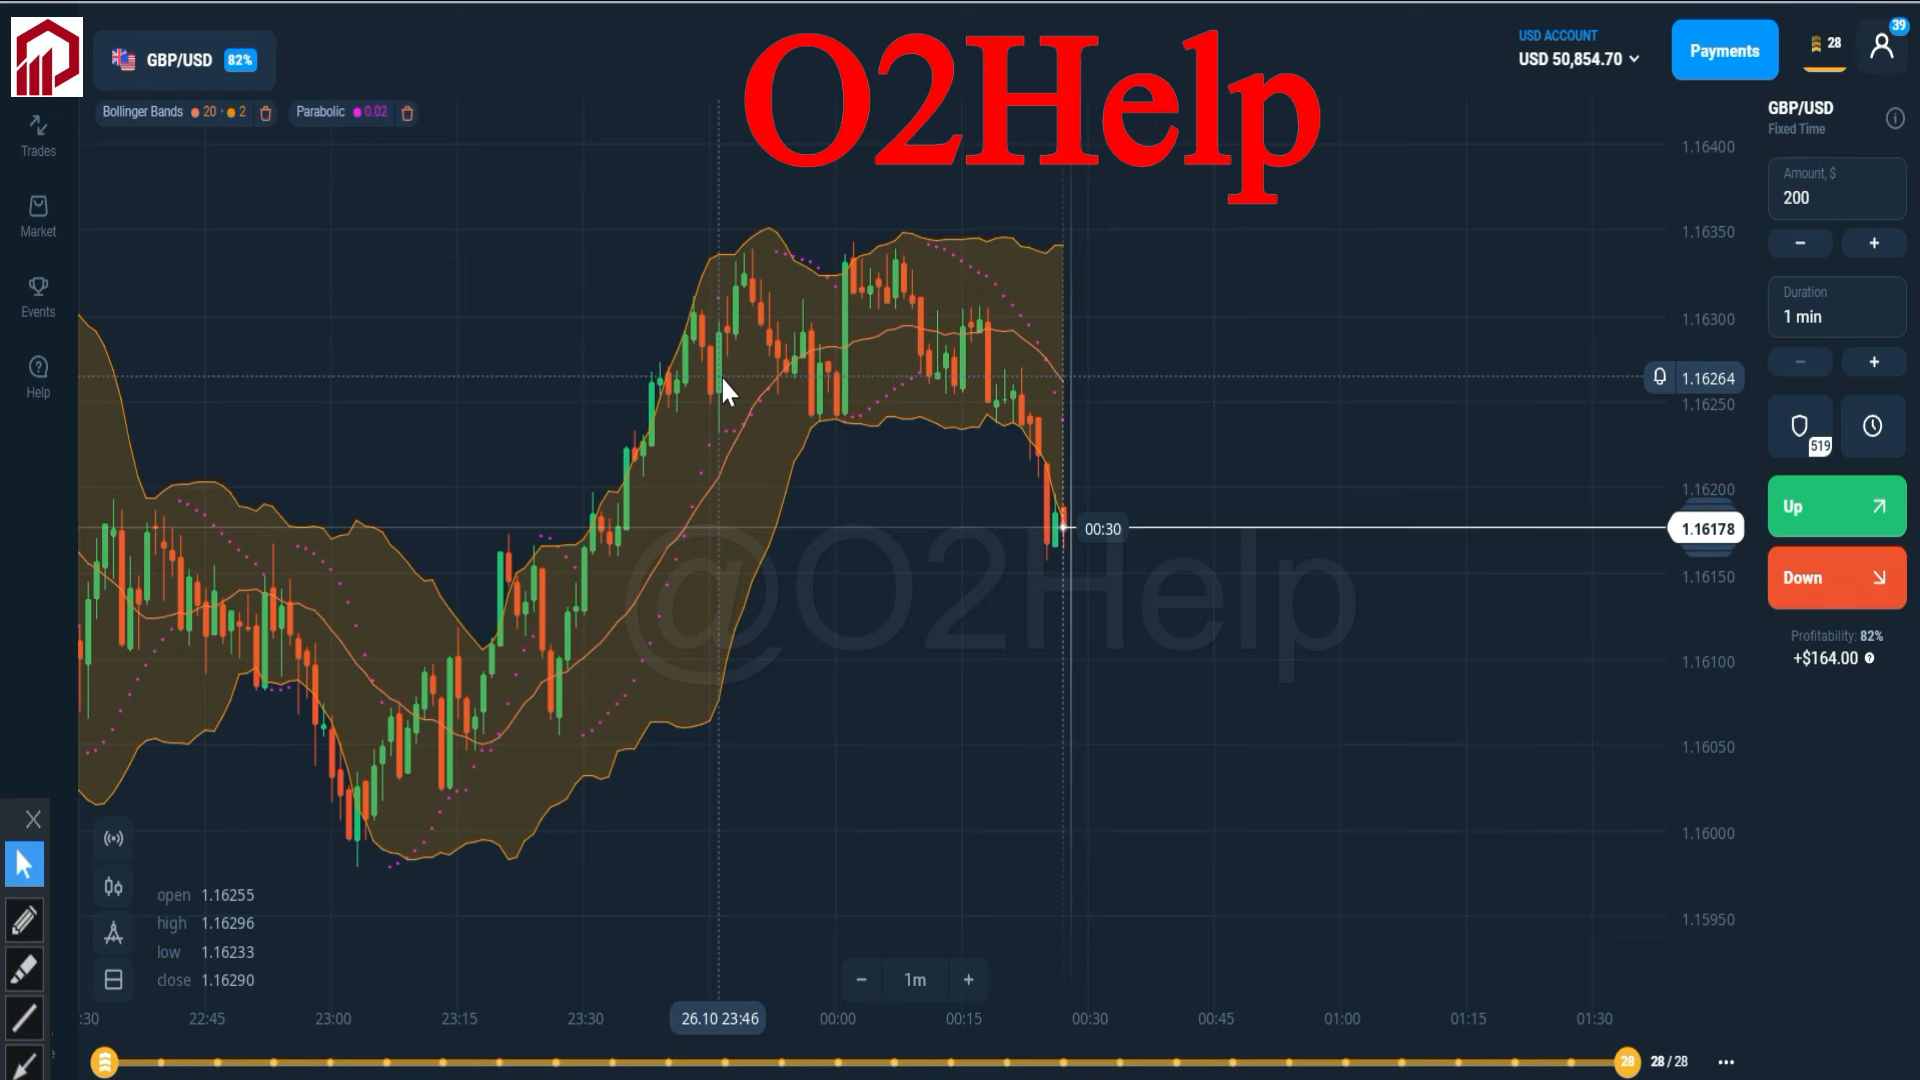 O2Help
GBP/USD 82%
USD ACCOUNT
USD 50,854.70
Payments
28
39
Bollinger Bands 20 · 2
Parabolic 0.02
Trades
Market
Events
Help
GBP/USD
Fixed Time
Amount, $
200
Duration
1 min
519
Up
Down
Profitability: 82%
+$164.00
1.16400
1.16350
1.16300
1.16264
1.16250
1.16200
1.16178
1.16150
1.16100
1.16050
1.16000
1.15950
00:30
@O2Help
open 1.16255
high 1.16296
low 1.16233
close 1.16290
1m
:30 22:45 23:00 23:15 23:30 26.10 23:46 00:00 00:15 00:30 00:45 01:00 01:15 01:30
28 28 / 28